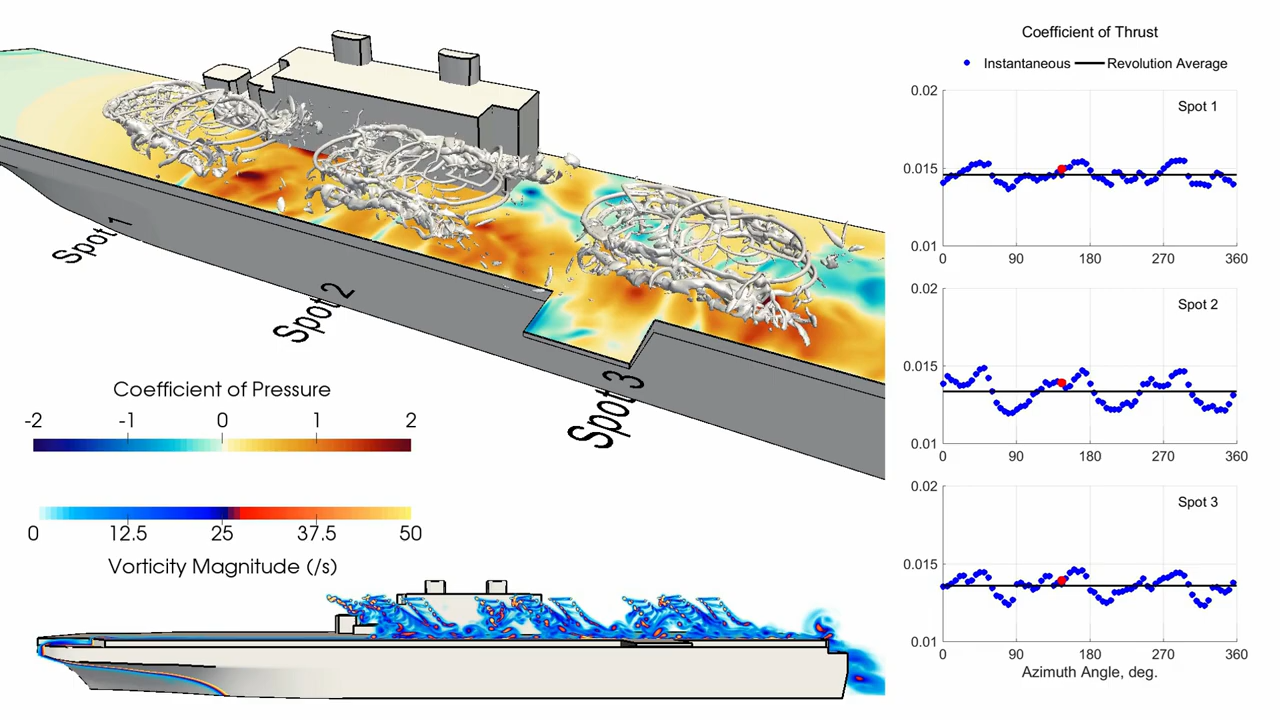 Spot 1
Spot 2
Spot 3
Coefficient of Pressure
-2 -1 0 1 2
0 12.5 25 37.5 50
Vorticity Magnitude (/s)
Coefficient of Thrust
Instantaneous Revolution Average
Spot 1
0.02
0.015
0.01
0 90 180 270 360
Spot 2
0.02
0.015
0.01
0 90 180 270 360
Spot 3
0.02
0.015
0.01
0 90 180 270 360
Azimuth Angle, deg.